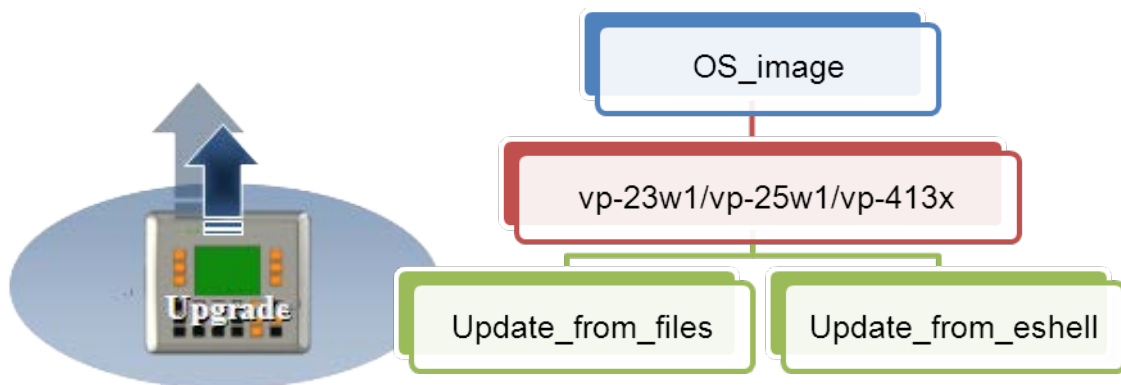 OS_image
vp-23w1/vp-25w1/vp-413x
Upgrade
Update_from_files
Update_from_eshell